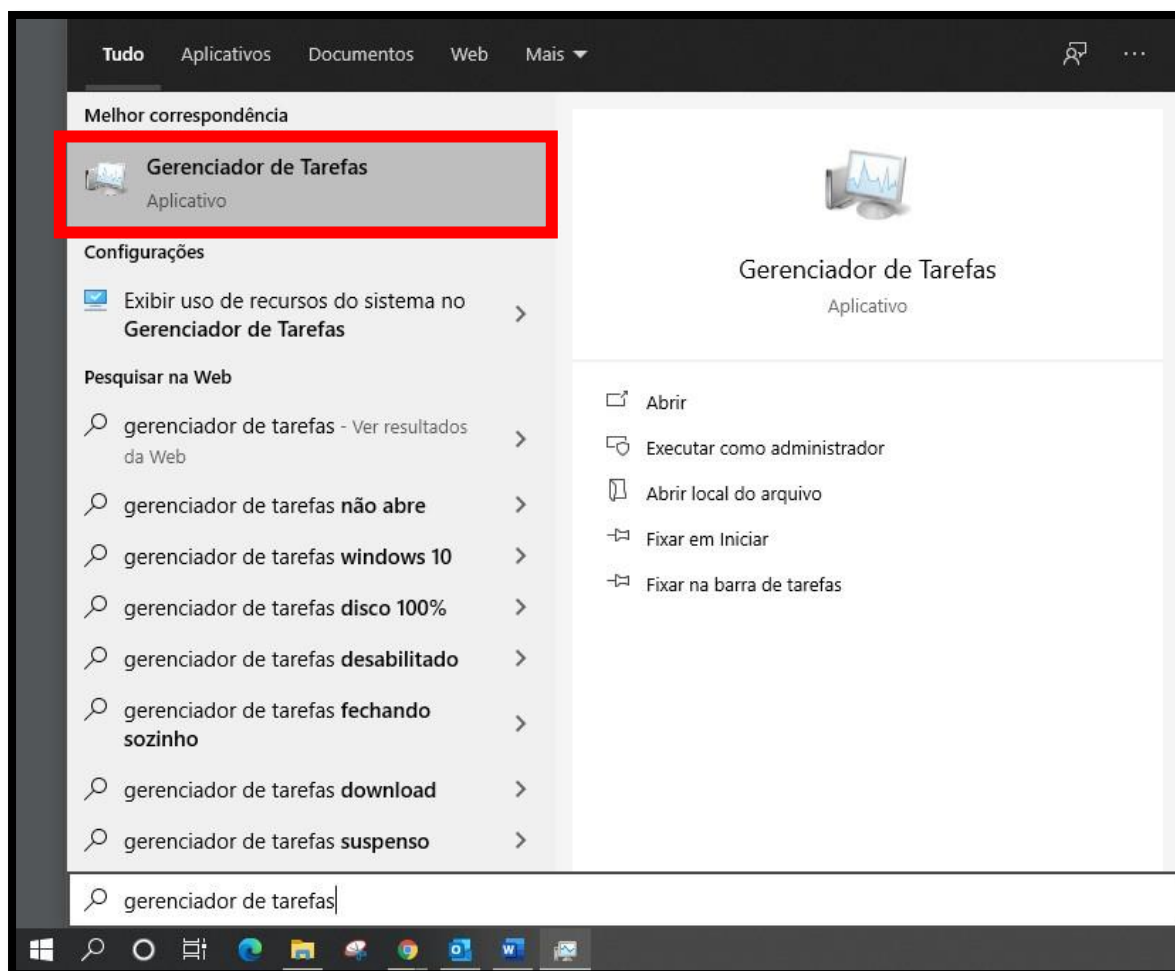 Tudo Aplicativos Documentos Web Mais
Melhor correspondência
Gerenciador de Tarefas
Aplicativo
Configurações
Exibir uso de recursos do sistema no
Gerenciador de Tarefas
Pesquisar na Web
gerenciador de tarefas - Ver resultados
da Web
gerenciador de tarefas não abre
gerenciador de tarefas windows 10
gerenciador de tarefas disco 100%
gerenciador de tarefas desabilitado
gerenciador de tarefas fechando
sozinho
gerenciador de tarefas download
gerenciador de tarefas suspenso
Gerenciador de Tarefas
Aplicativo
Abrir
Executar como administrador
Abrir local do arquivo
Fixar em Iniciar
Fixar na barra de tarefas
gerenciador de tarefas